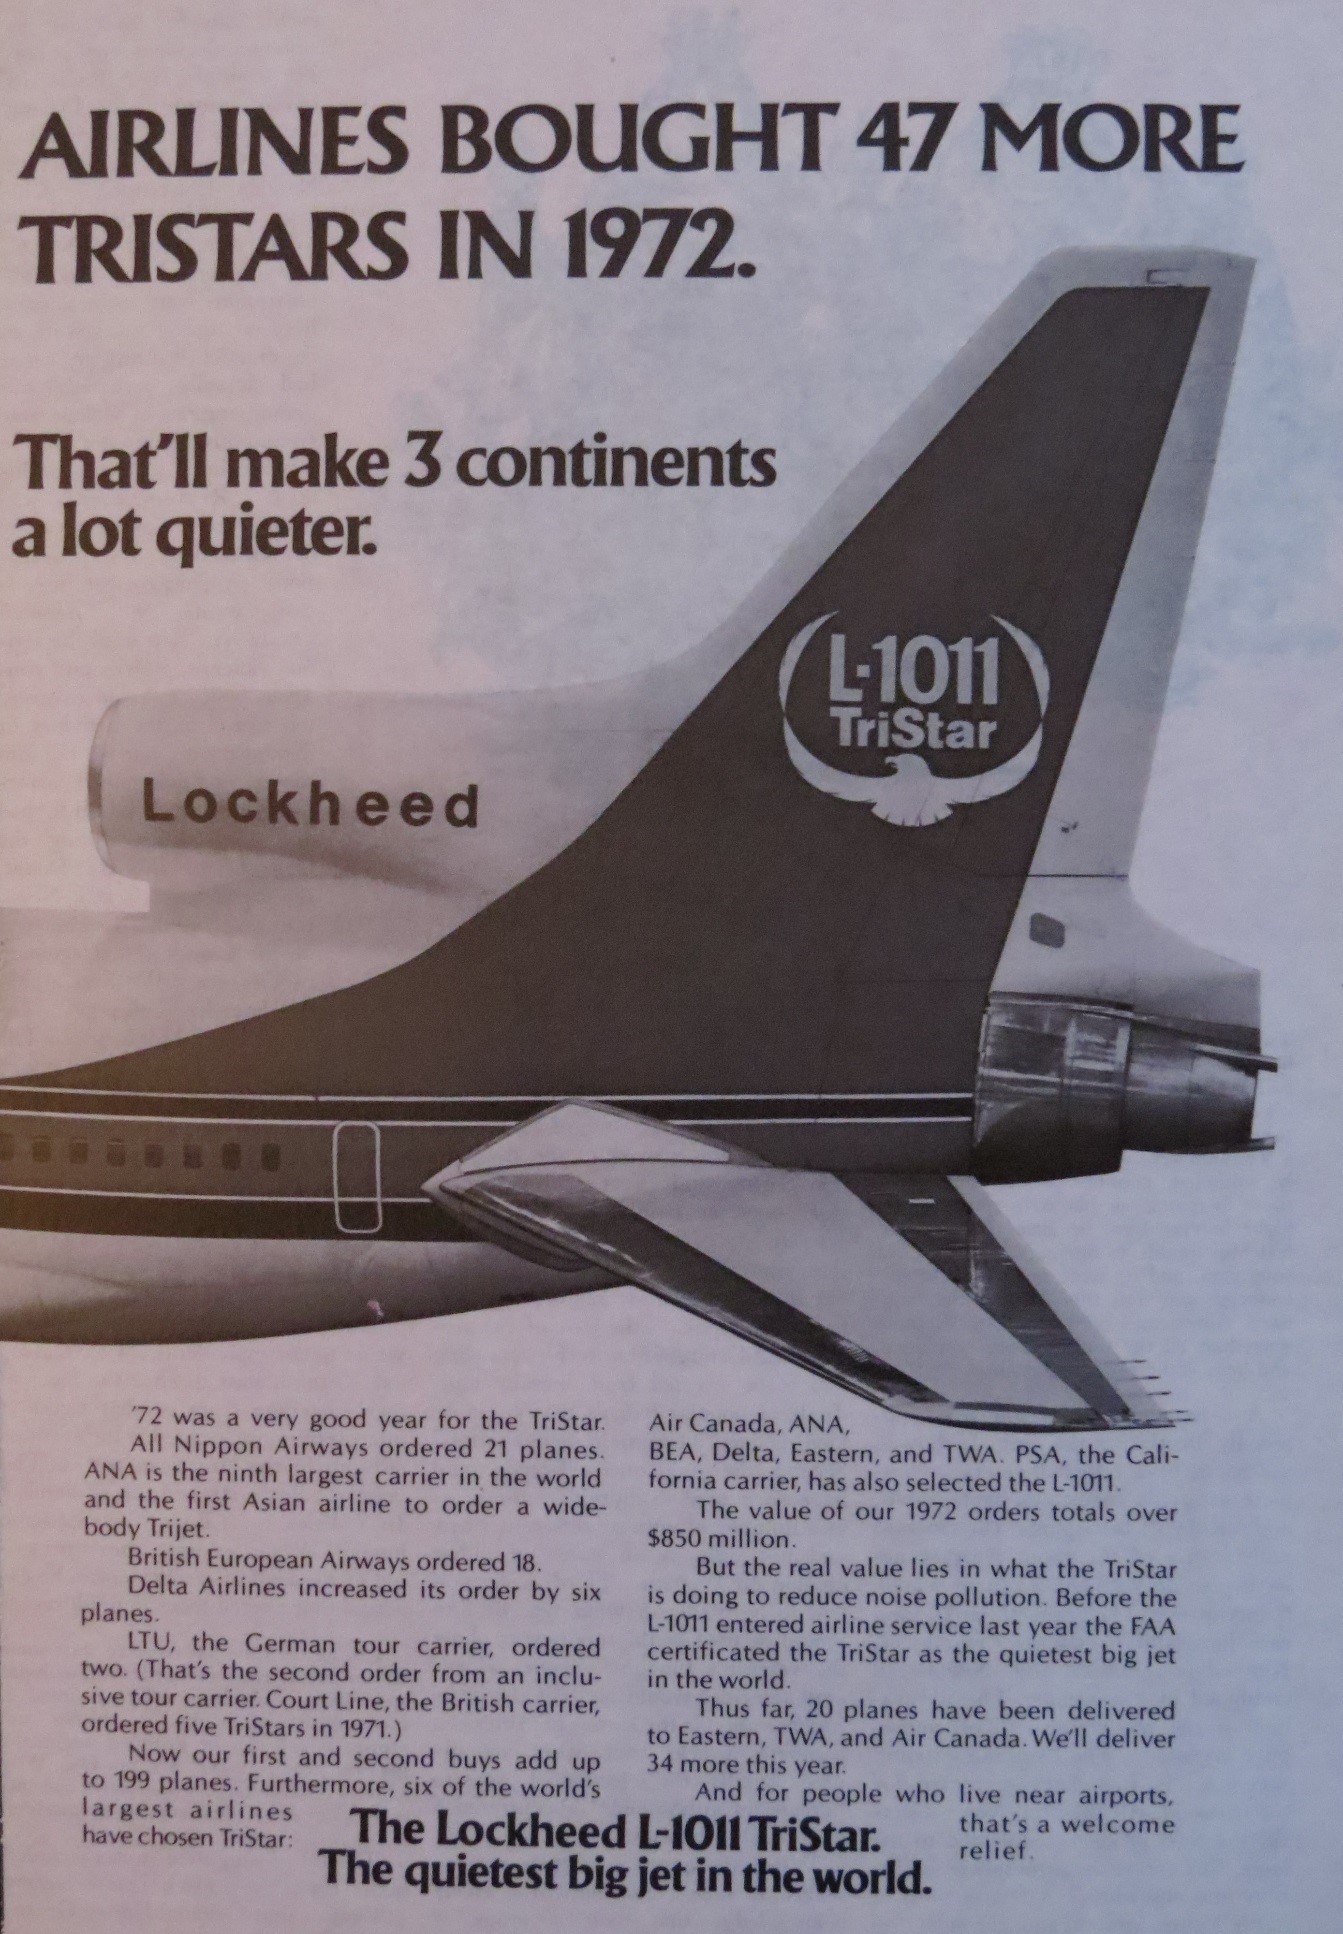 AIRLINES BOUGHT 47 MORE
TRISTARS IN 1972.
That'll make 3 continents
a lot quieter.
L-1011
TriStar
Lockheed
'72 was a very good year for the TriStar.
All Nippon Airways ordered 21 planes.
ANA is the ninth largest carrier in the world
and the first Asian airline to order a wide-
body Trijet.
British European Airways ordered 18.
Delta Airlines increased its order by six
planes.
LTU, the German tour carrier, ordered
two. (That's the second order from an inclu-
sive tour carrier. Court Line, the British carrier,
ordered five TriStars in 1971.)
Now our first and second buys add up
to 199 planes. Furthermore, six of the world's
largest airlines
have chosen TriStar:
Air Canada, ANA,
BEA, Delta, Eastern, and TWA. PSA, the Cali-
fornia carrier, has also selected the L-1011.
The value of our 1972 orders totals over
$850 million.
But the real value lies in what the TriStar
is doing to reduce noise pollution. Before the
L-1011 entered airline service last year the FAA
certificated the TriStar as the quietest big jet
in the world.
Thus far, 20 planes have been delivered
to Eastern, TWA, and Air Canada. We'll deliver
34 more this year.
And for people who live near airports,
that's a welcome
relief.
The Lockheed L-1011 TriStar.
The quietest big jet in the world.